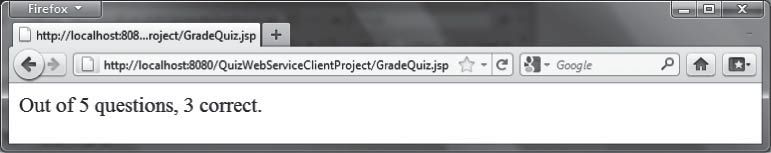 Firefox
http://localhost:808...roject/GradeQuiz.jsp
http://localhost:8080/QuizWebServiceClientProject/GradeQuiz.jsp
Google
Out of 5 questions, 3 correct.